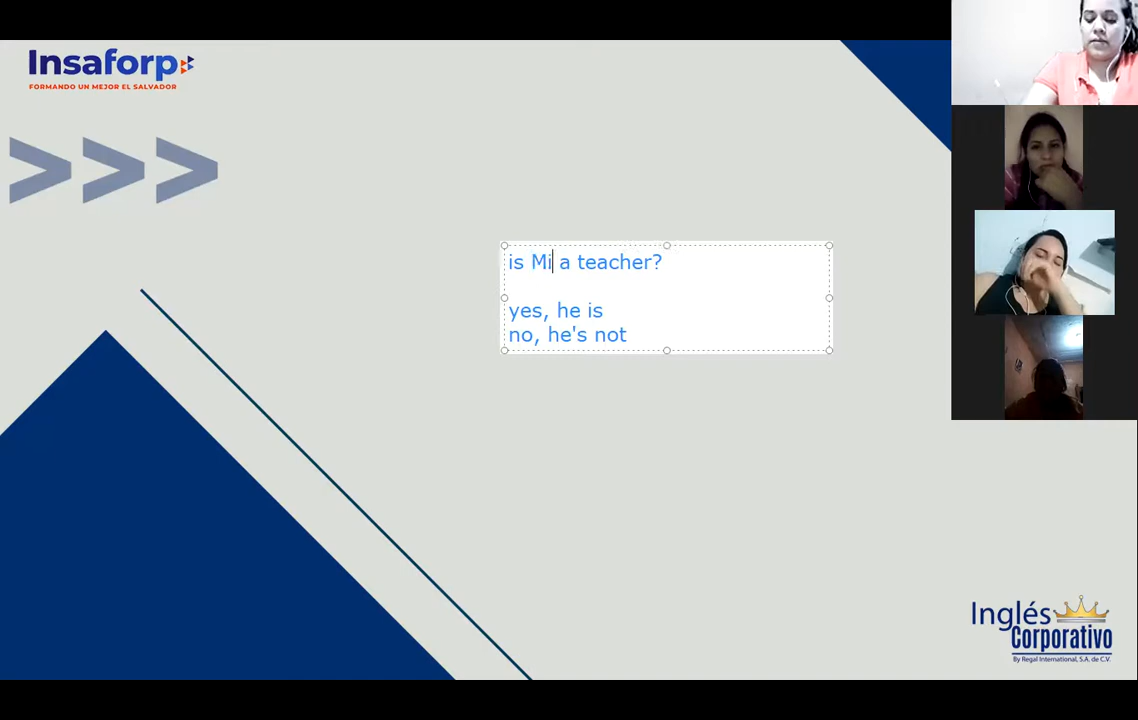 Insaforp
FORMANDO UN MEJOR EL SALVADOR
is Mi a teacher?
yes, he is
no, he's not
Inglés
Corporativo
By Regal International, S.A. de C.V.